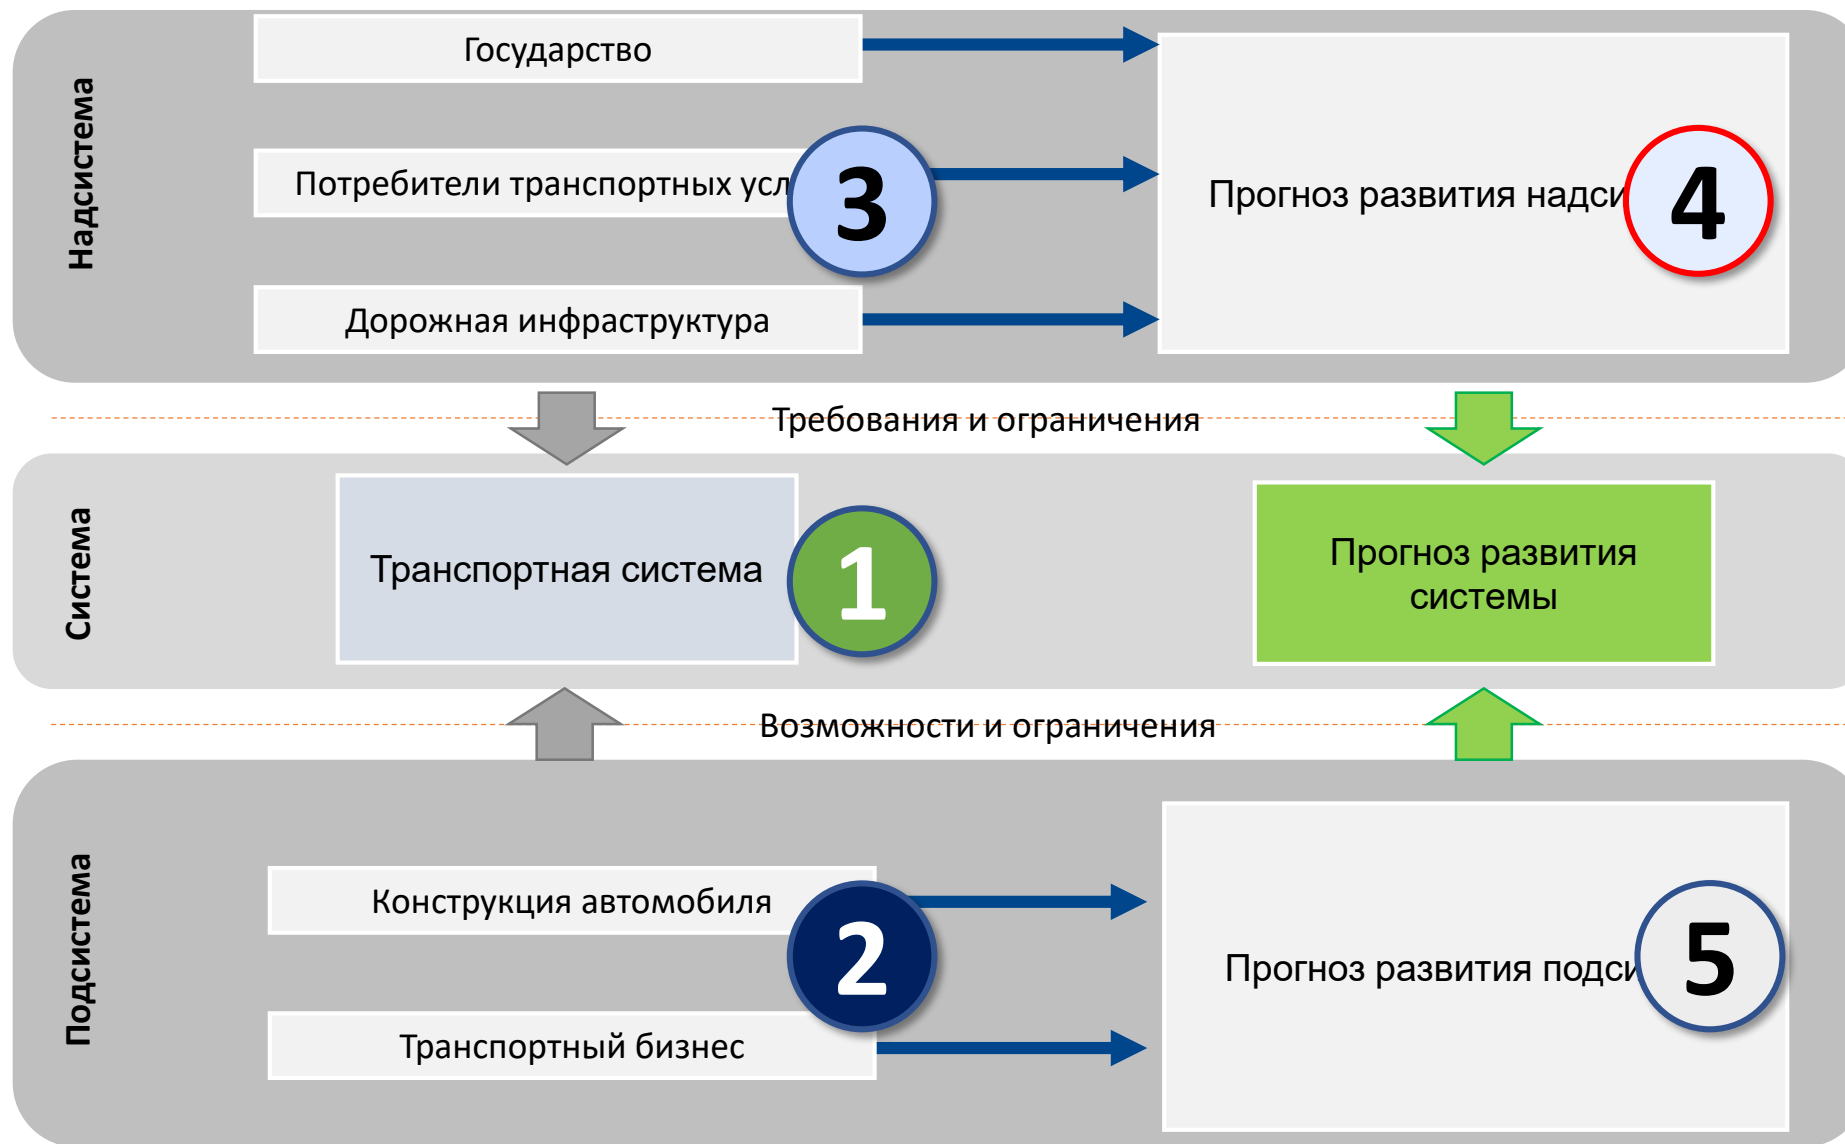 Надсистема
Государство
Потребители транспортных усл
3
Дорожная инфраструктура
Прогноз развития надси
4
Требования и ограничения
Система
Транспортная система
1
Прогноз развития
системы
Возможности и ограничения
Подсистема
Конструкция автомобиля
2
Транспортный бизнес
Прогноз развития подси
5